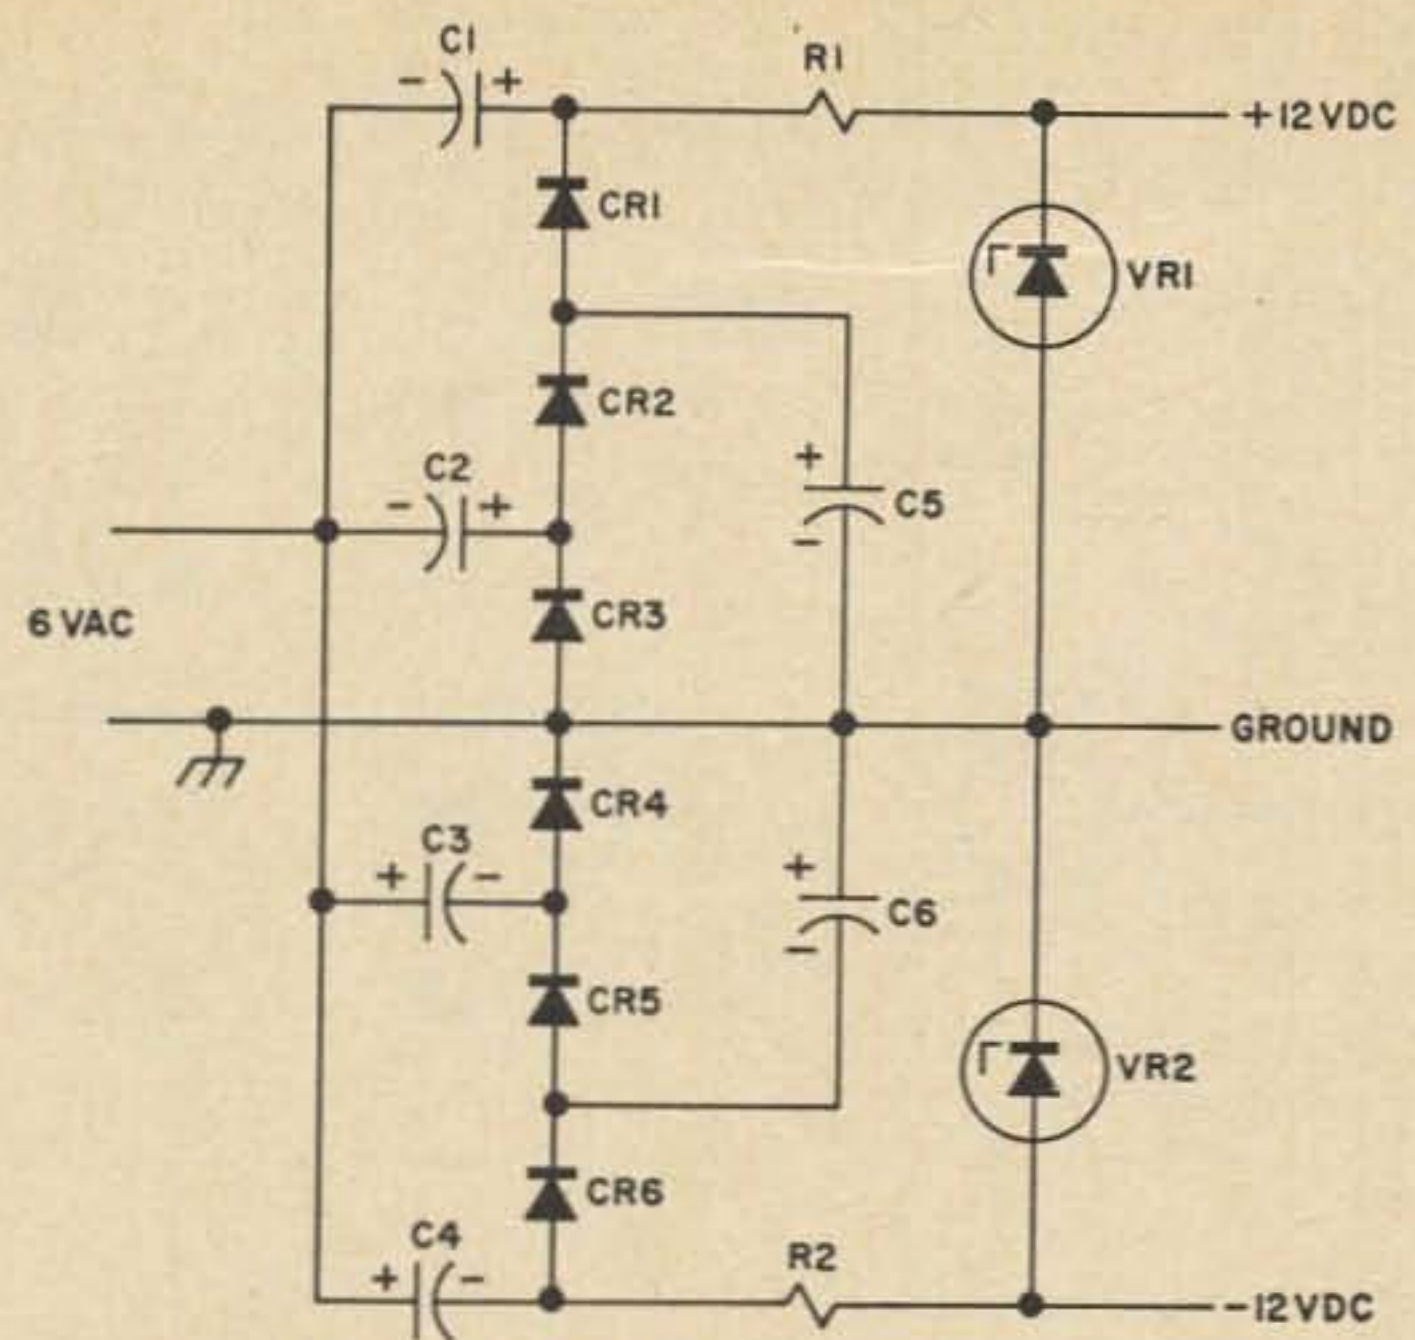 C1
- +
R1
+12 VDC
CR1
VR1
CR2
C2
- +
+
C5
-
CR3
6 VAC
GROUND
CR4
C3
+ -
+
C6
-
CR5
VR2
CR6
C4
+ -
R2
-12 VDC